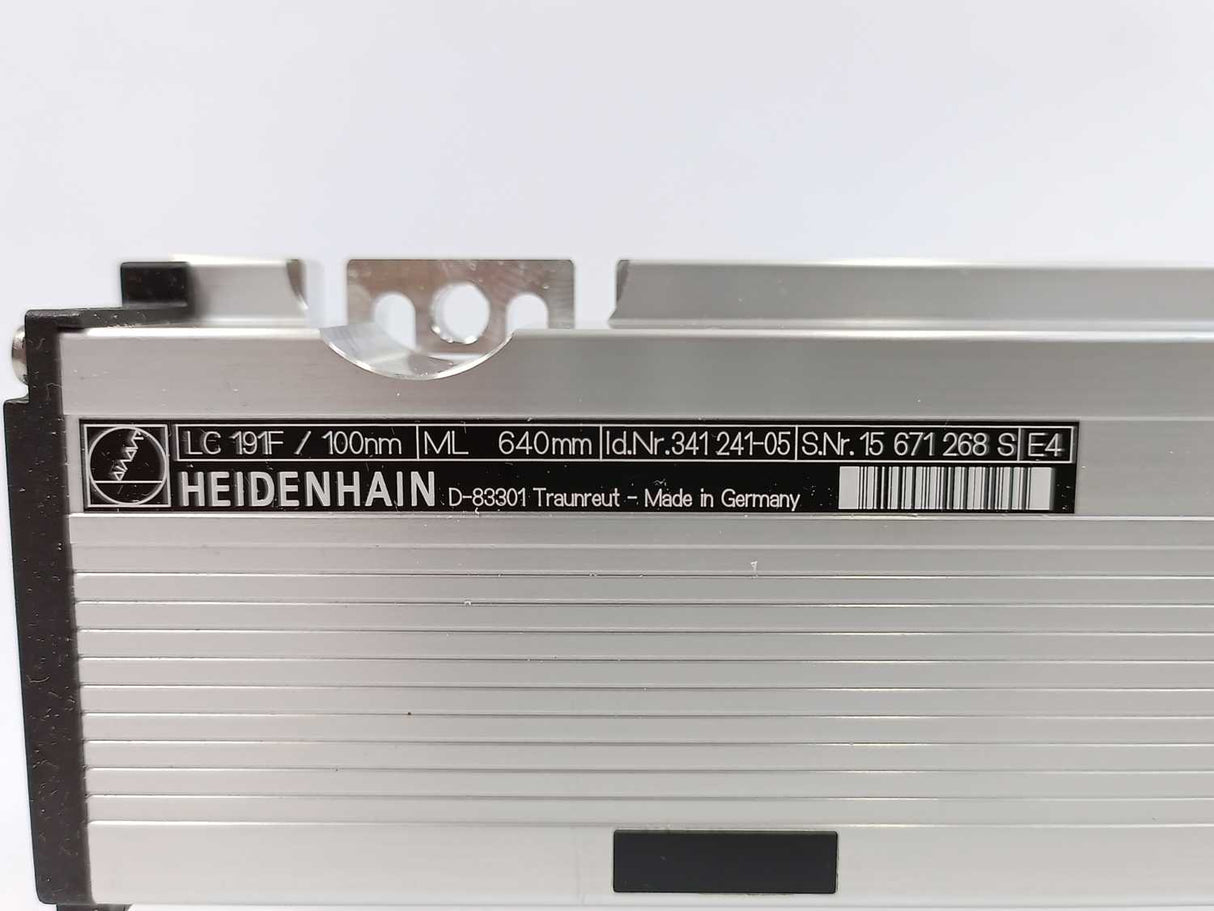 LC 191F / 100nm ML 640mm Id.Nr.341 241-05 S.Nr. 15 671 268 S E4
HEIDENHAIN D-83301 Traunreut - Made in Germany